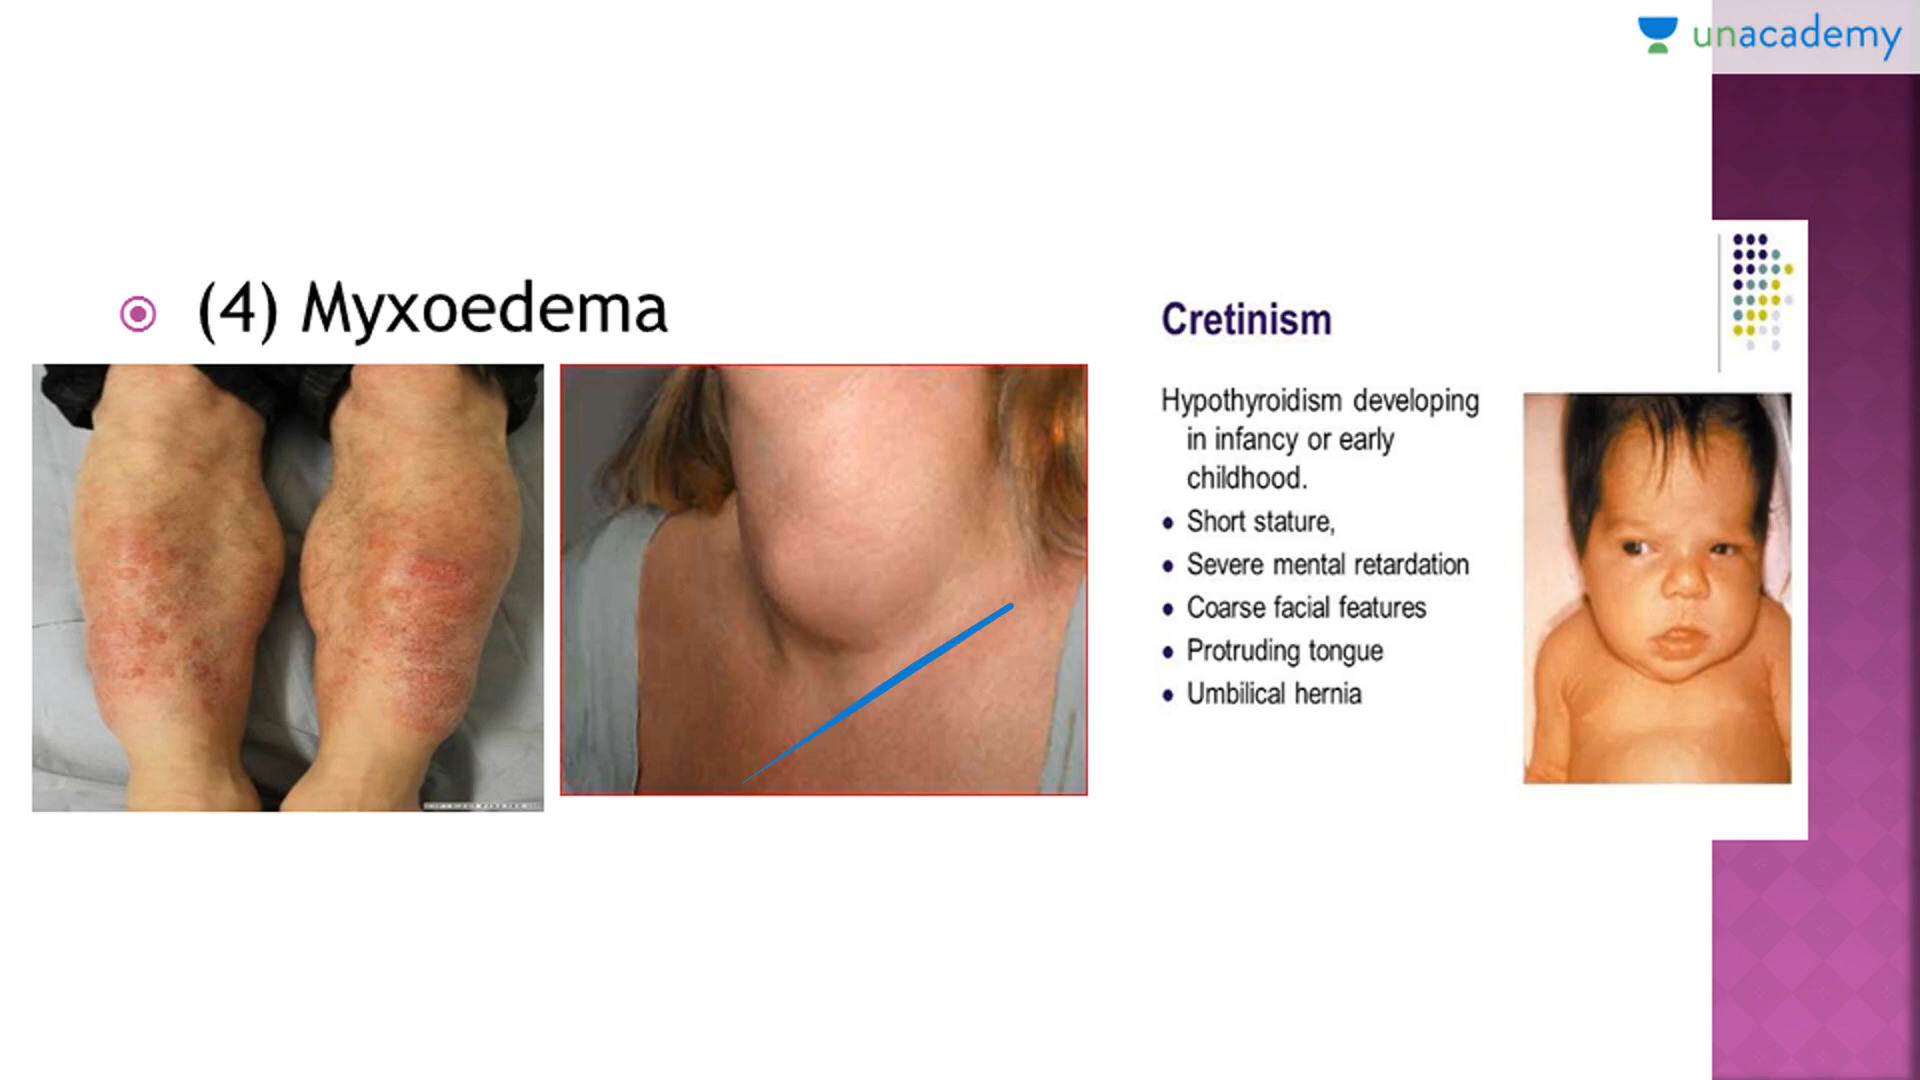 unacademy
(4) Myxoedema
Cretinism
Hypothyroidism developing
in infancy or early
childhood.
• Short stature,
• Severe mental retardation
• Coarse facial features
• Protruding tongue
• Umbilical hernia